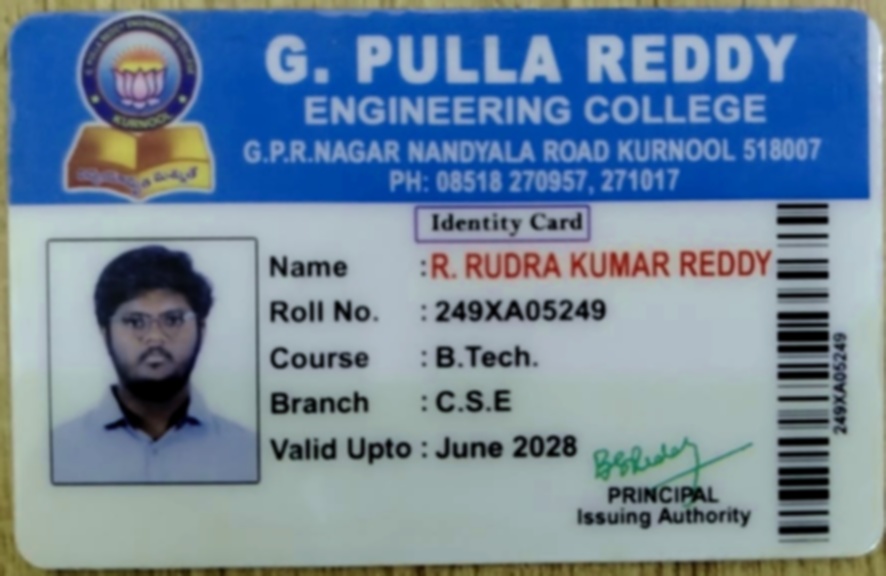 G. PULLA REDDY
ENGINEERING COLLEGE
G.P.R.NAGAR NANDYALA ROAD KURNOOL 518007
PH: 08518 270957, 271017
G. PULLA REDDY ENGINEERING COLLEGE
KURNOOL
Identity Card
Name : R. RUDRA KUMAR REDDY
Roll No. : 249XA05249
Course : B.Tech.
Branch : C.S.E
Valid Upto : June 2028
BSReddy
PRINCIPAL
Issuing Authority
249XA05249